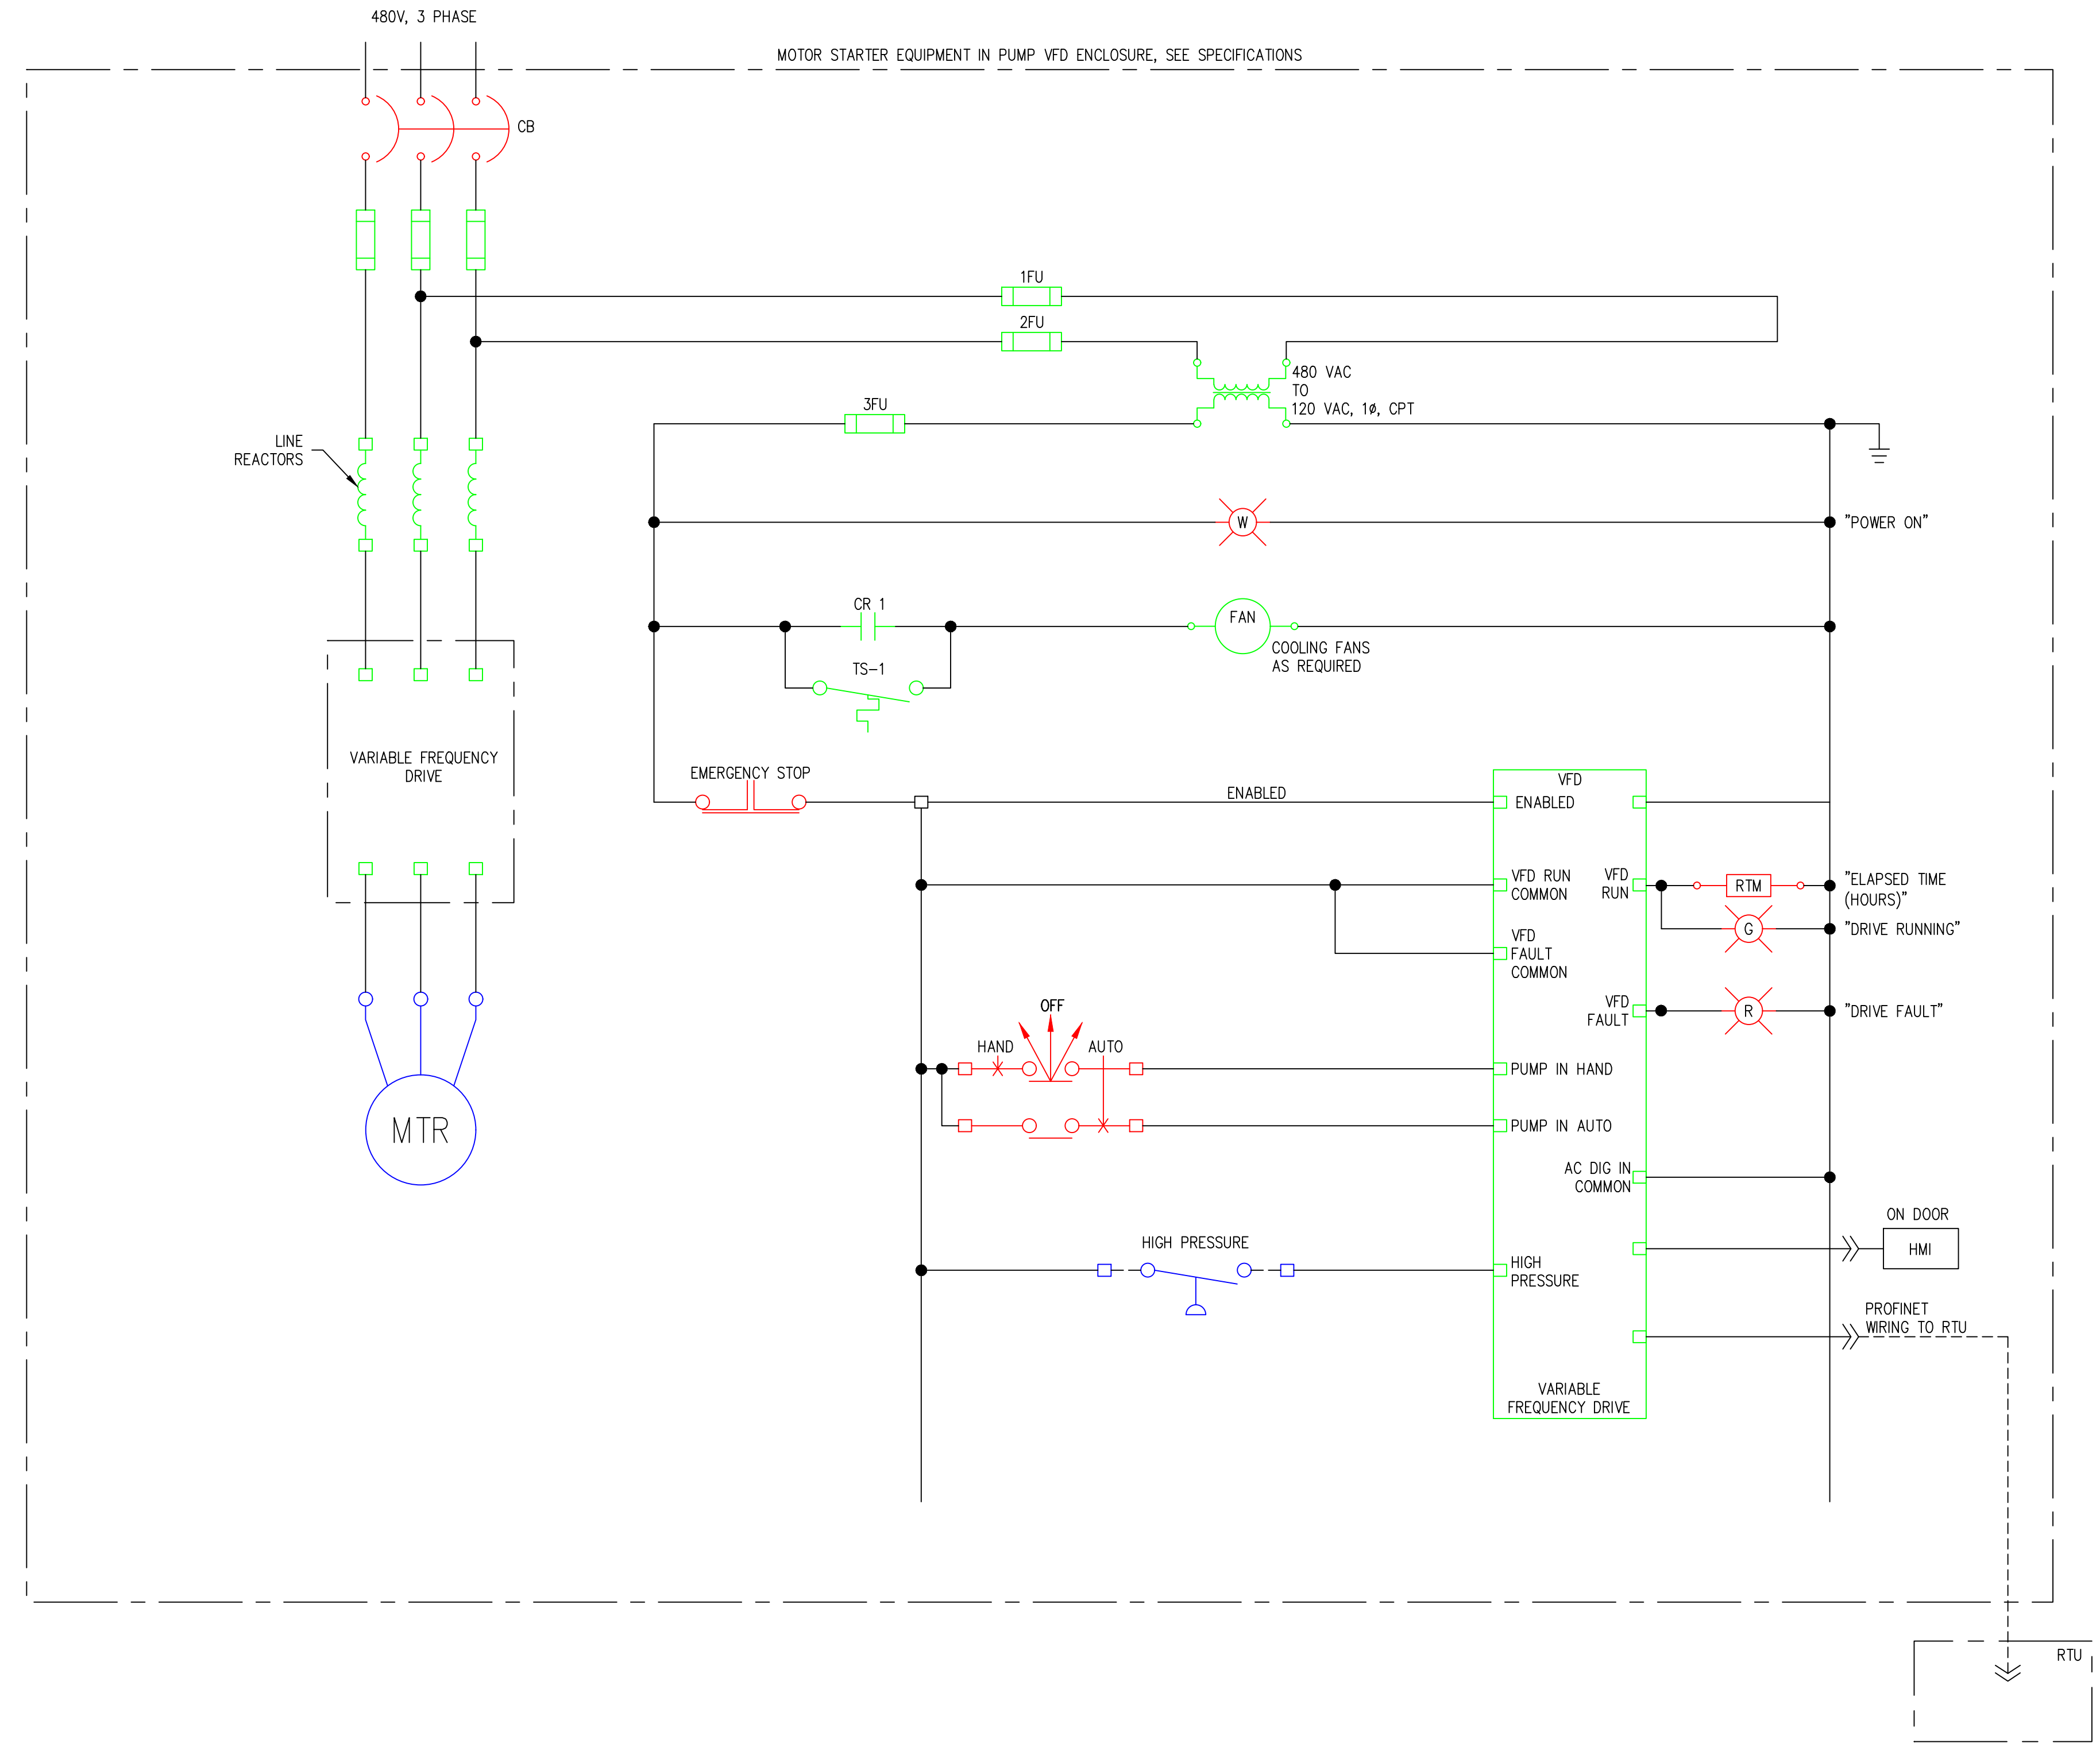 480V, 3 PHASE
MOTOR STARTER EQUIPMENT IN PUMP VFD ENCLOSURE, SEE SPECIFICATIONS
CB
1FU
2FU
480 VAC
TO
120 VAC, 1ø, CPT
3FU
LINE
REACTORS
W
"POWER ON"
CR 1
FAN
COOLING FANS
AS REQUIRED
TS-1
VARIABLE FREQUENCY
DRIVE
EMERGENCY STOP
ENABLED
VFD
ENABLED
VFD RUN
COMMON
VFD
RUN
RTM
"ELAPSED TIME
(HOURS)"
G
"DRIVE RUNNING"
VFD
FAULT
COMMON
VFD
FAULT
R
"DRIVE FAULT"
OFF
HAND
AUTO
PUMP IN HAND
MTR
PUMP IN AUTO
AC DIG IN
COMMON
ON DOOR
HMI
HIGH PRESSURE
HIGH
PRESSURE
PROFINET
WIRING TO RTU
VARIABLE
FREQUENCY DRIVE
RTU